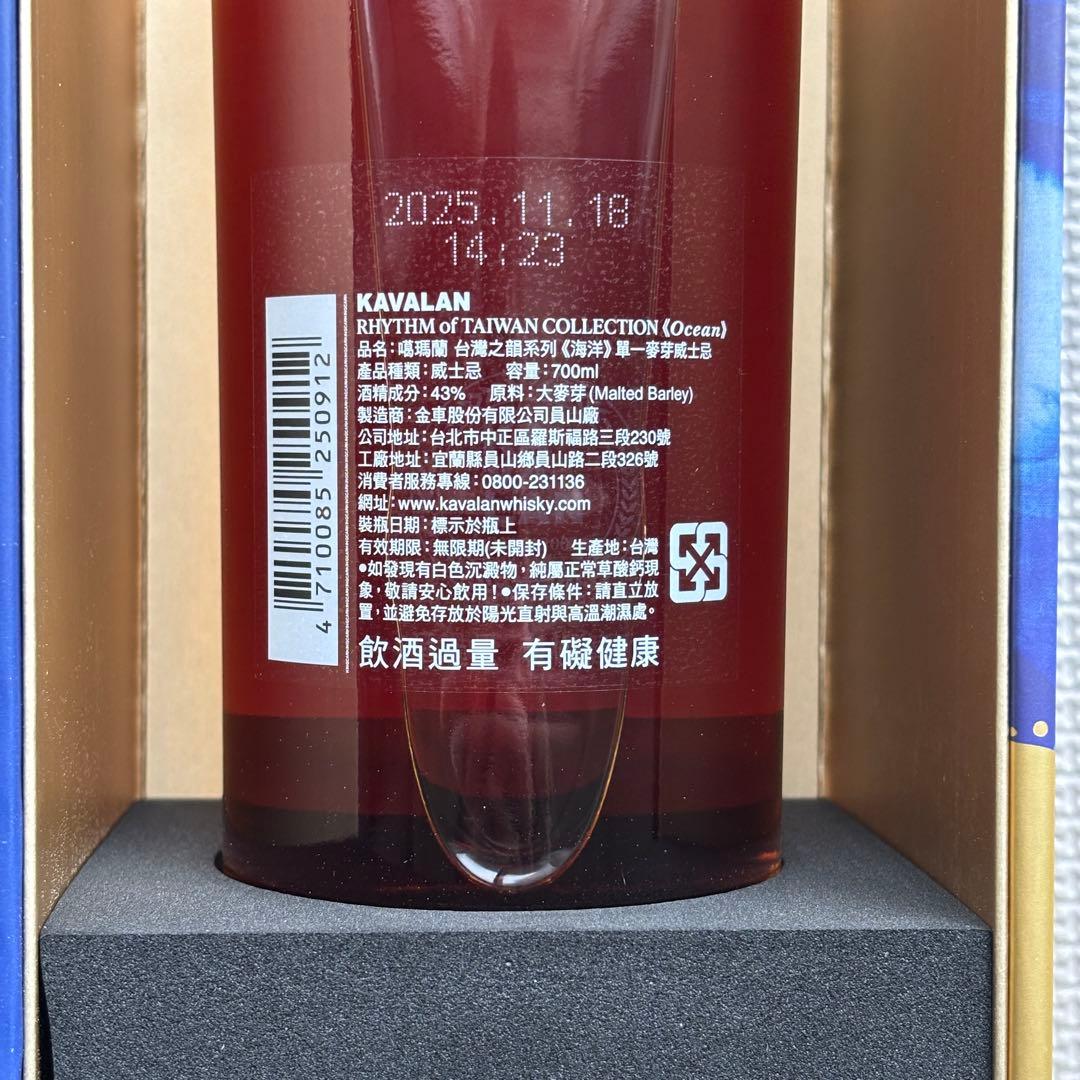 2025.11.18
14:23
KAVALAN
RHYTHM of TAIWAN COLLECTION《Ocean》
品名:噶瑪蘭 台灣之韻系列《海洋》單一麥芽威士忌
產品種類:威士忌 容量:700ml
酒精成分:43% 原料:大麥芽(Malted Barley)
製造商:金車股份有限公司員山廠
公司地址:台北市中正區羅斯福路三段230號
工廠地址:宜蘭縣員山鄉員山路二段326號
消費者服務專線:0800-231136
網址:www.kavalanwhisky.com
裝瓶日期:標示於瓶上
有效期限:無限期(未開封) 生產地:台灣
●如發現有白色沉澱物,純屬正常草酸鈣現
象,敬請安心飲用!●保存條件:請直立放
置,並避免存放於陽光直射與高溫潮濕處。
飲酒過量 有礙健康
4 710085 250912